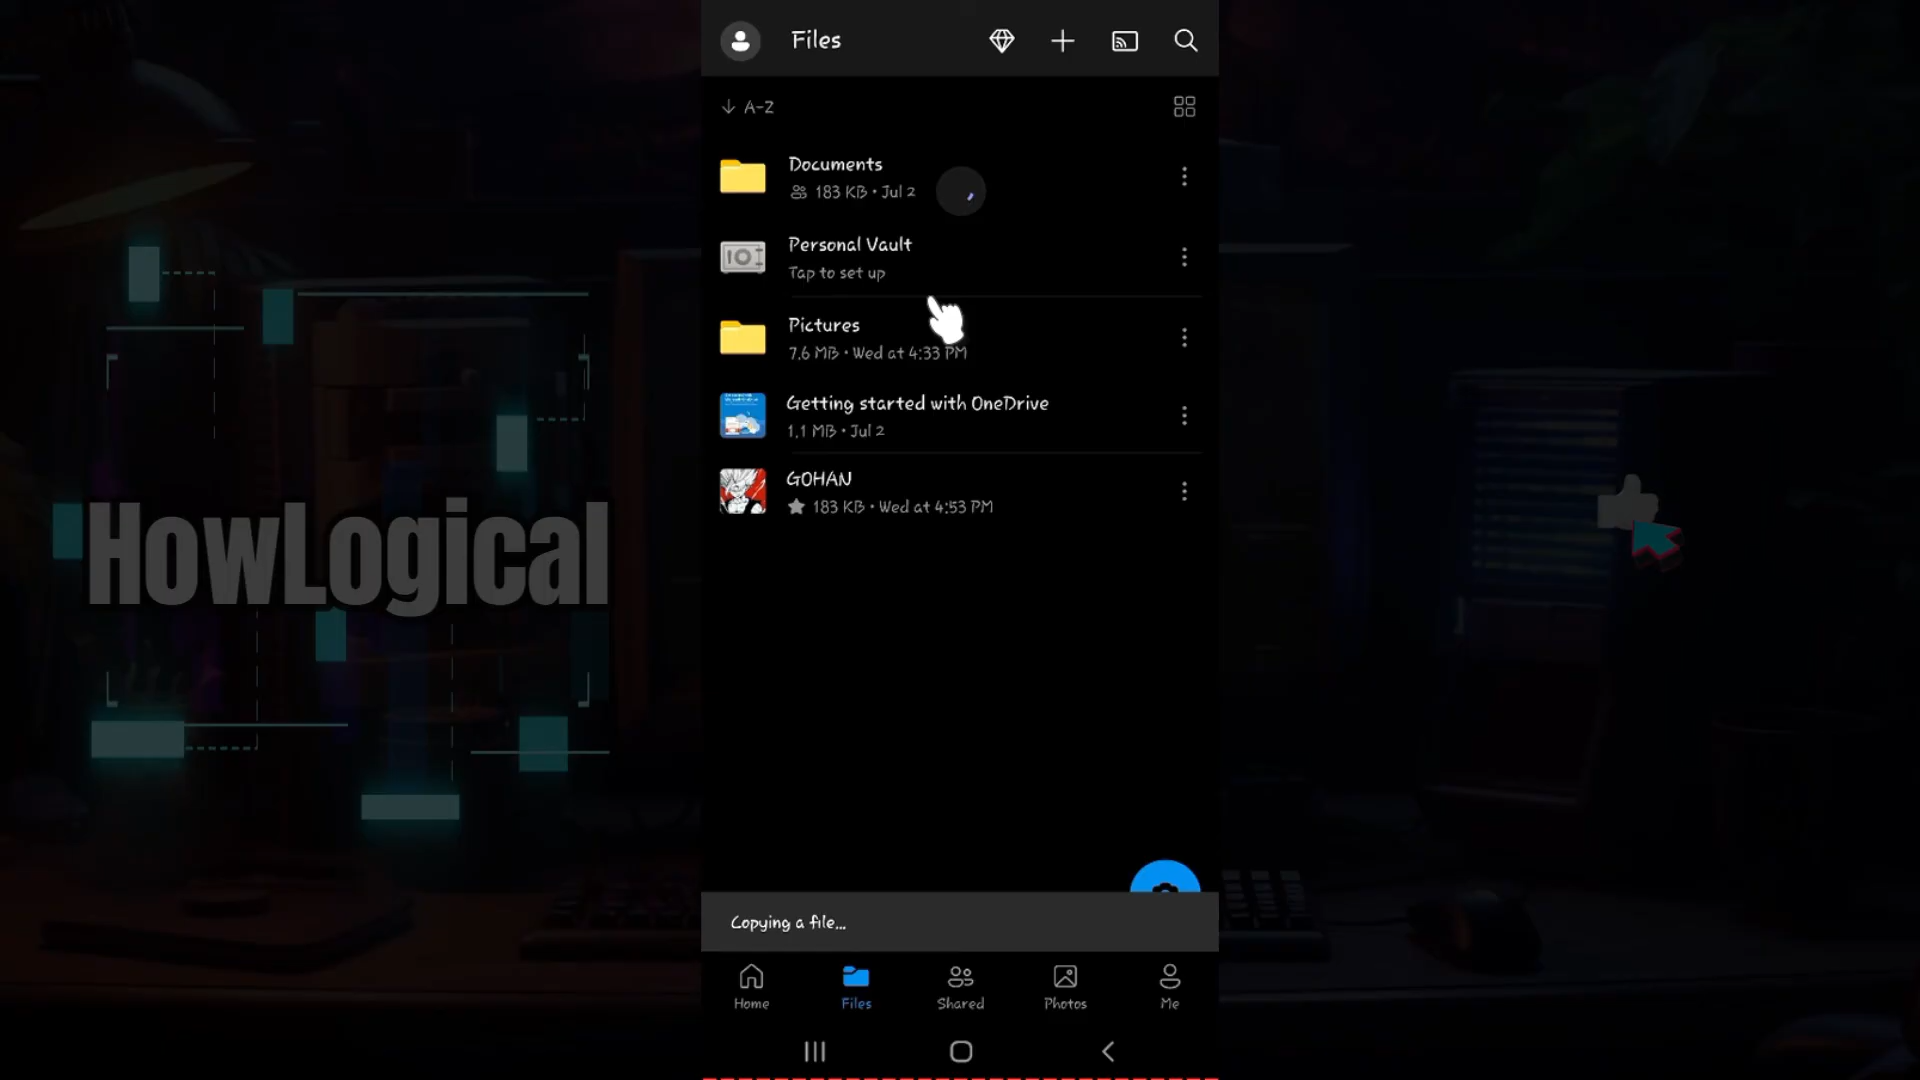 Files
A-Z
Documents
183 KB • Jul 2
Personal Vault
Tap to set up
Pictures
7.6 MB • Wed at 4:33 PM
Getting started with OneDrive
1.1 MB • Jul 2
GOHAN
183 KB • Wed at 4:53 PM
HowLogical
Copying a file...
Home
Files
Shared
Photos
Me